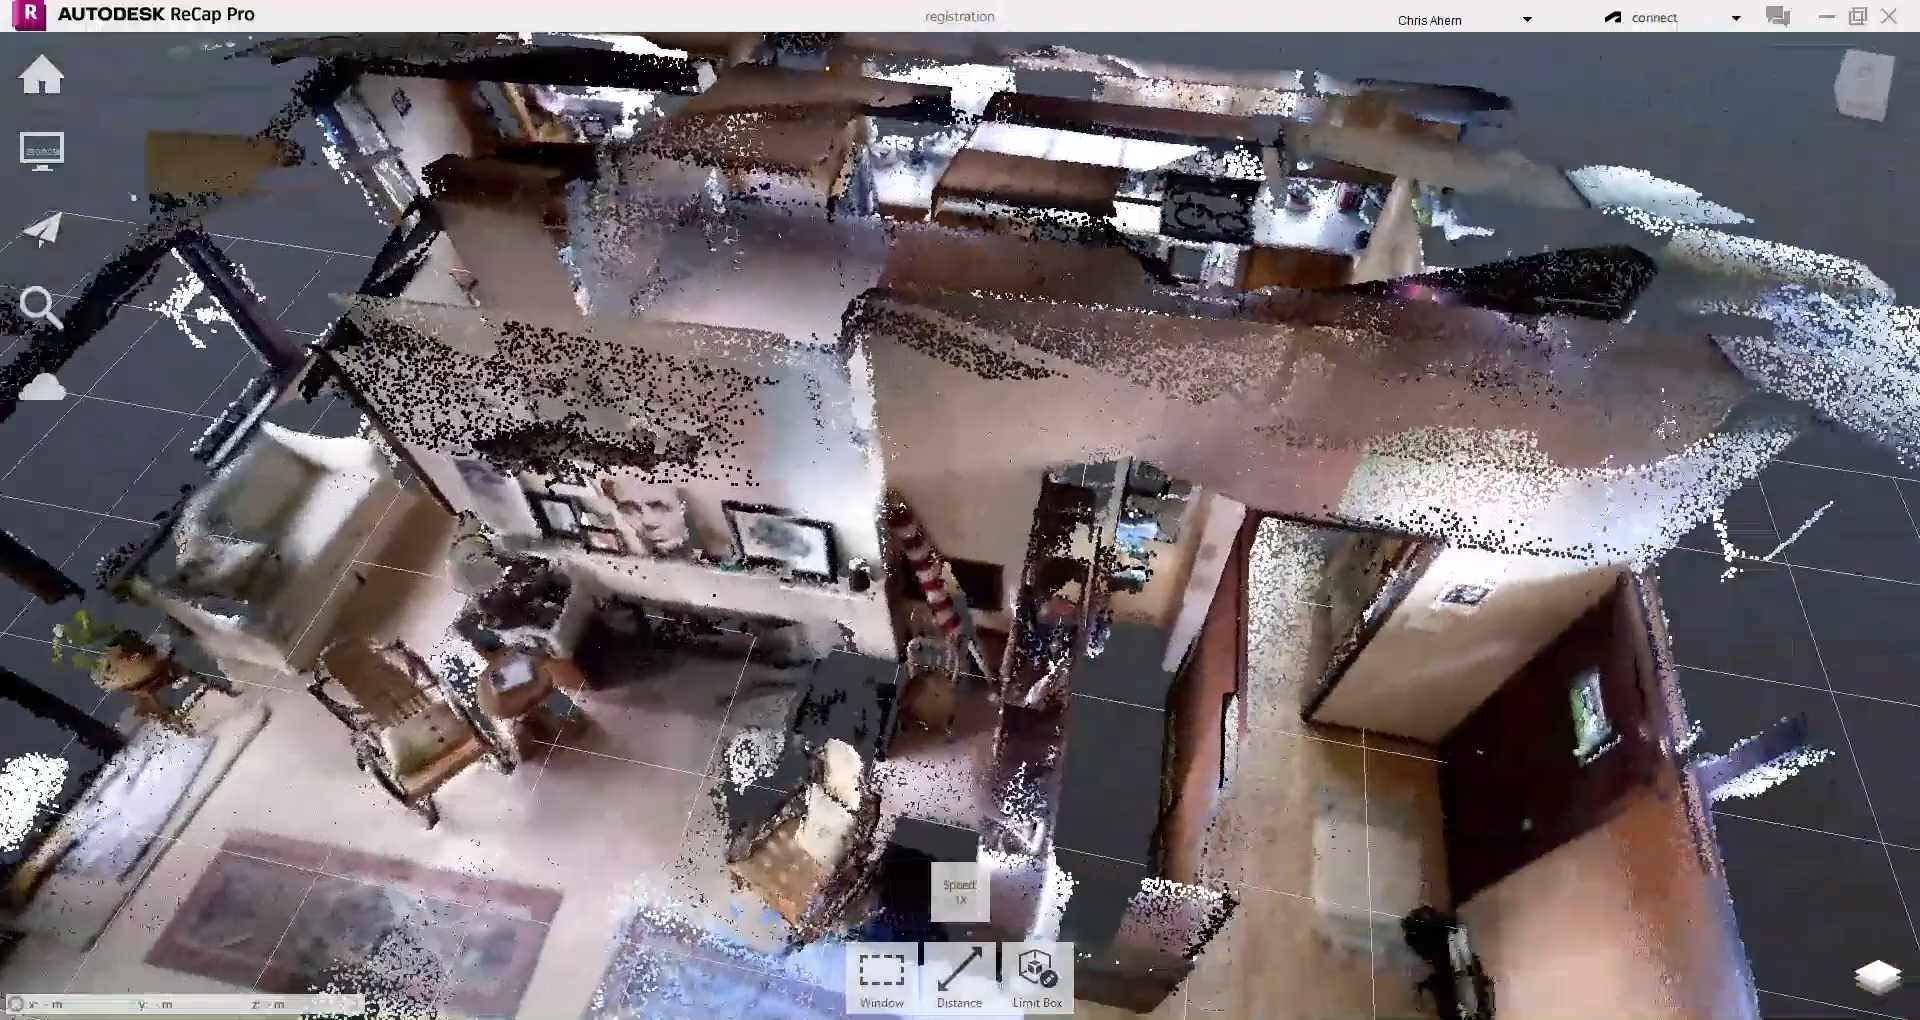 R AUTODESK ReCap Pro
registration
Chris Ahern
connect
Speed
1X
Window
Distance
Limit Box
x: - m y: - m z: - m